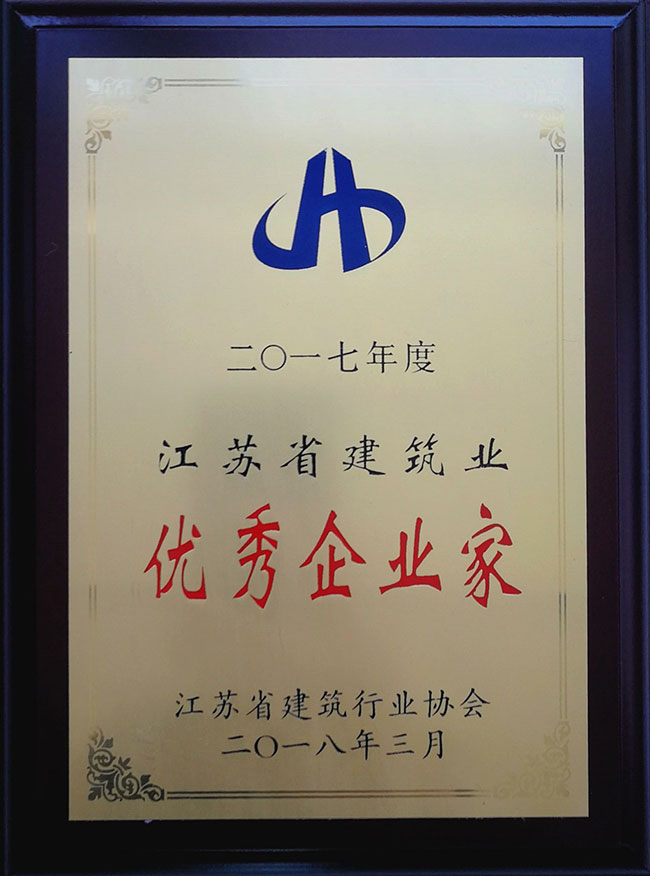 二〇一七年度
江苏省建筑业
优秀企业家
江苏省建筑行业协会
二〇一八年三月